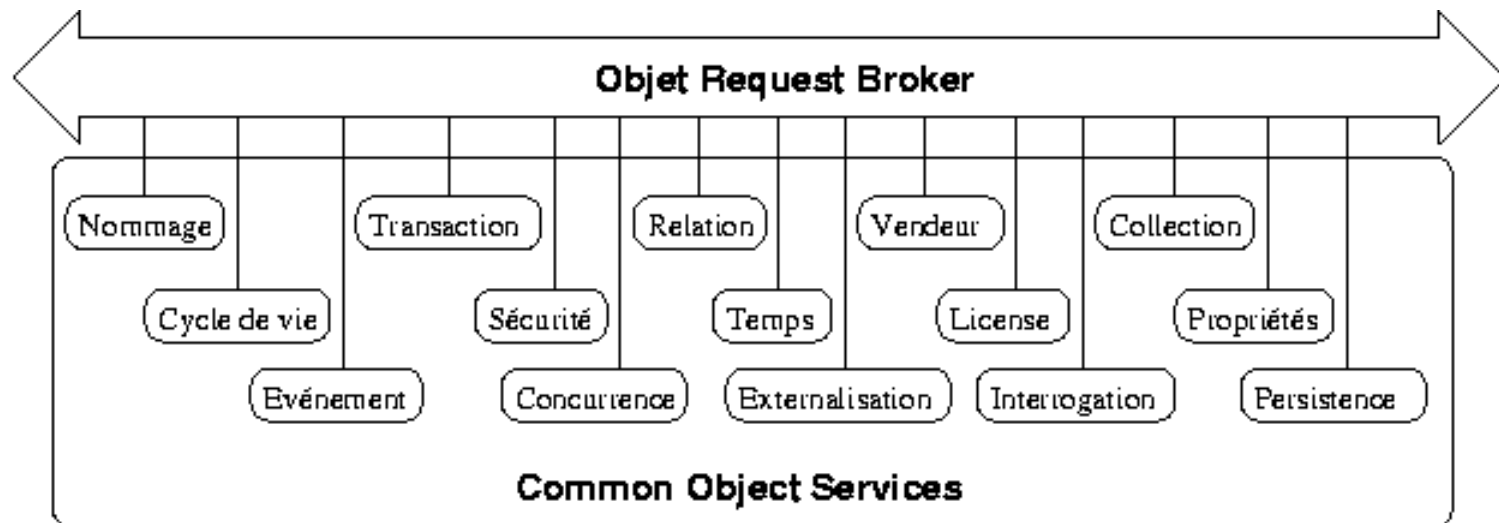 Objet Request Broker
Nommage
Transaction
Relation
Vendeur
Collection
Cycle de vie
Sécurité
Temps
License
Propriétés
Evénement
Concurrence
Externalisation
Interrogation
Persistence
Common Object Services